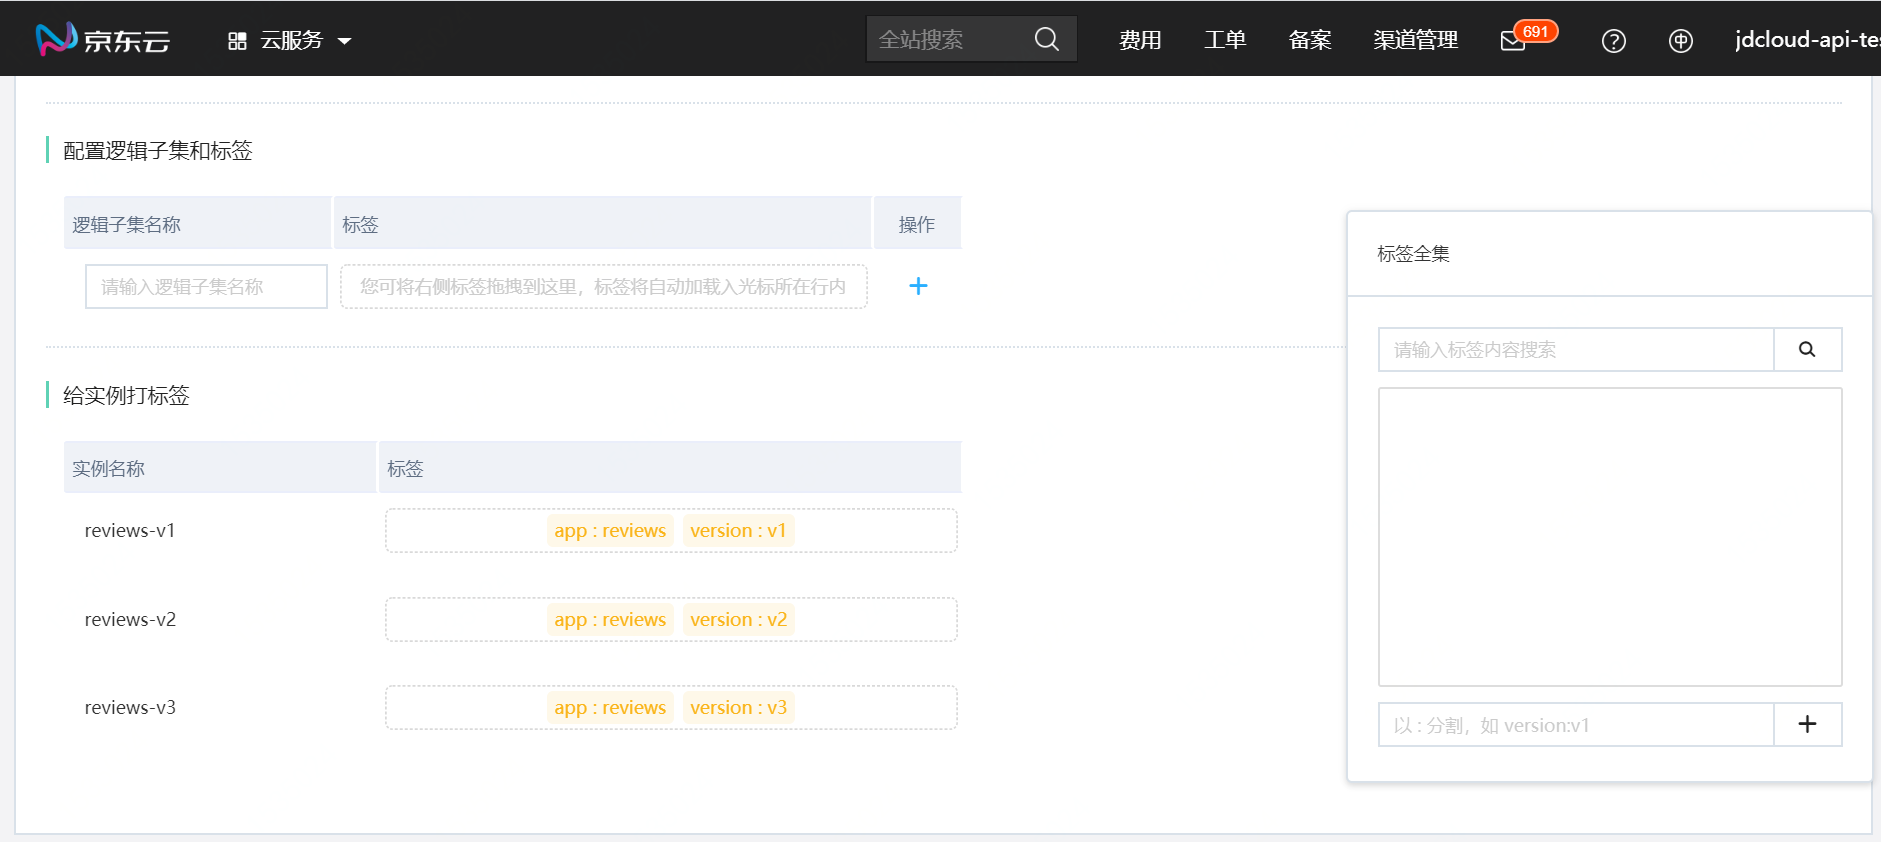 京东云 云服务 全站搜索 费用 工单 备案 渠道管理 691 jdcloud-api-tes
配置逻辑子集和标签
逻辑子集名称 标签 操作
请输入逻辑子集名称 您可将右侧标签拖拽到这里，标签将自动加载入光标所在行内
给实例打标签
实例名称 标签
reviews-v1 app : reviews version : v1
reviews-v2 app : reviews version : v2
reviews-v3 app : reviews version : v3
标签全集
请输入标签内容搜索
以 : 分割，如 version:v1